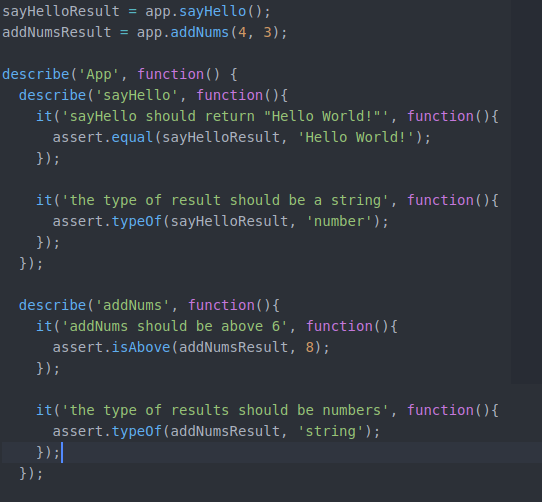 sayHelloResult = app.sayHello();
addNumsResult = app.addNums(4, 3);

describe('App', function() {
  describe('sayHello', function(){
    it('sayHello should return "Hello World!"', function(){
      assert.equal(sayHelloResult, 'Hello World!');
    });

    it('the type of result should be a string', function(){
      assert.typeOf(sayHelloResult, 'number');
    });
  });

  describe('addNums', function(){
    it('addNums should be above 6', function(){
      assert.isAbove(addNumsResult, 8);
    });

    it('the type of results should be numbers', function(){
      assert.typeOf(addNumsResult, 'string');
    });
  });